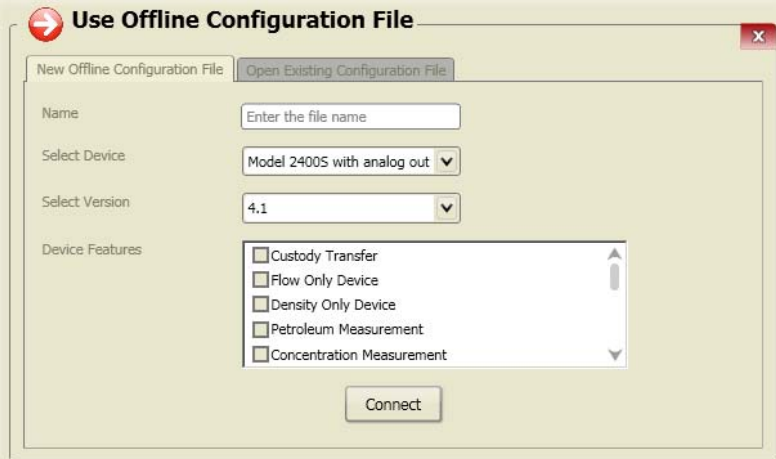 Use Offline Configuration File
X
New Offline Configuration File
Open Existing Configuration File
Name
Enter the file name
Select Device
Model 2400S with analog out
Select Version
4.1
Device Features
Custody Transfer
Flow Only Device
Density Only Device
Petroleum Measurement
Concentration Measurement
Connect